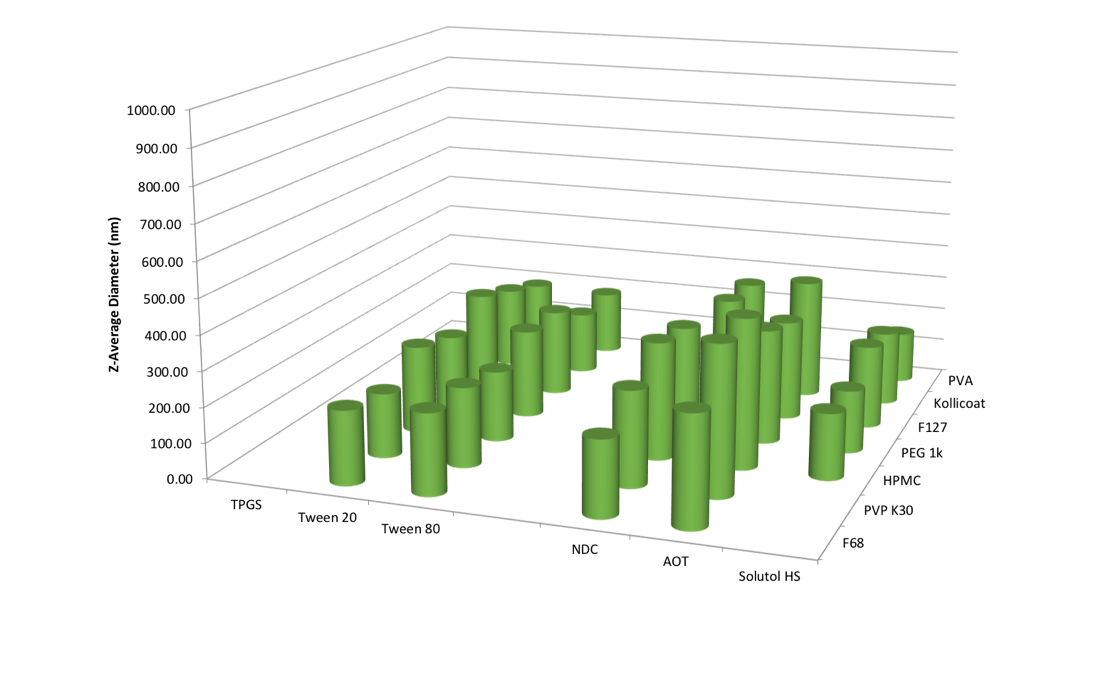 1000.00
900.00
800.00
700.00
600.00
500.00
400.00
300.00
200.00
100.00
0.00
Z-Average Diameter (nm)
TPGS
Tween 20
Tween 80
NDC
AOT
Solutol HS
F68
PVP K30
HPMC
PEG 1k
F127
Kollicoat
PVA